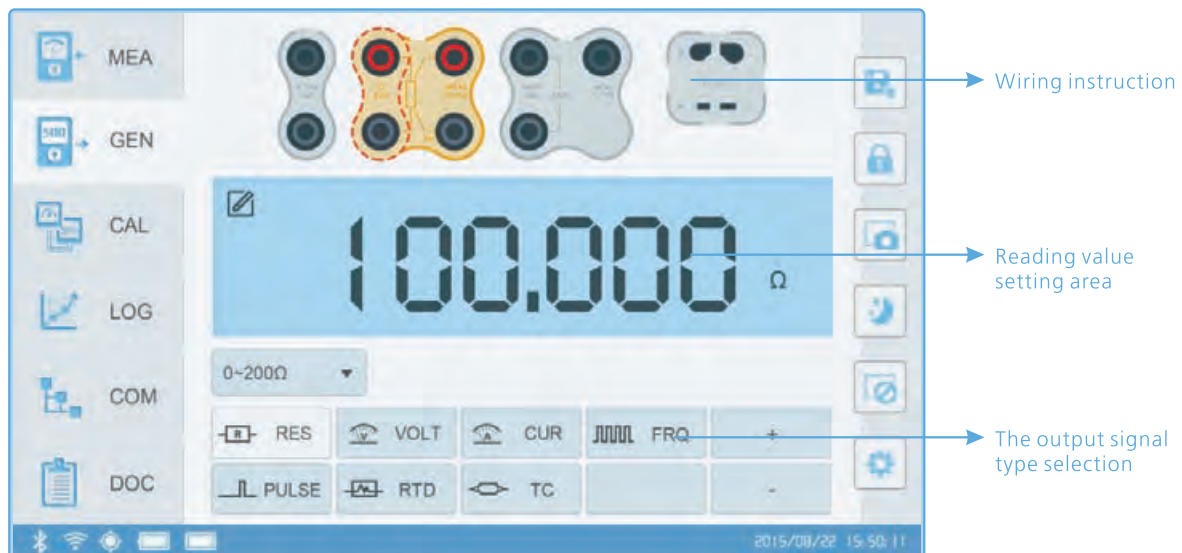 MEA
GEN
CAL
LOG
COM
DOC
100.000 Ω
0~200Ω
R RES
V VOLT
A CUR
FRQ
+
PULSE
RTD
TC
-
2015/08/22 15:50:11
Wiring instruction
Reading value
setting area
The output signal
type selection